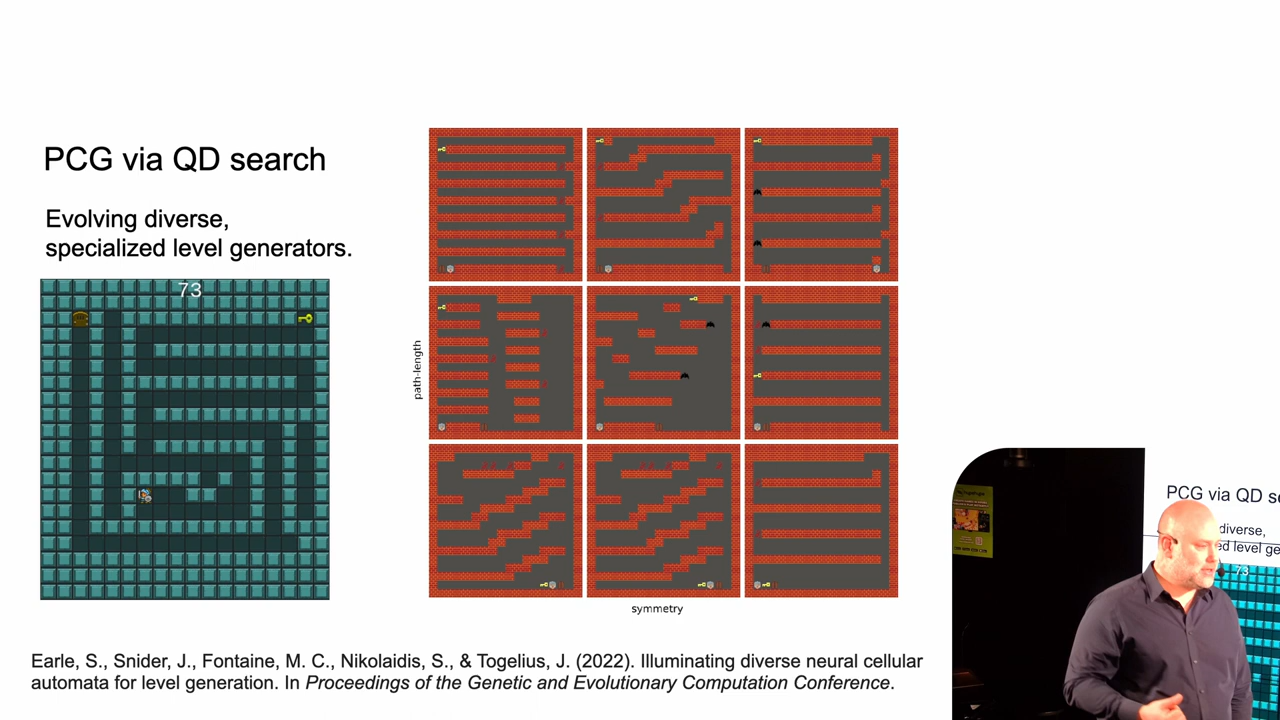 PCG via QD search
Evolving diverse,
specialized level generators.
73
path-length
symmetry
Earle, S., Snider, J., Fontaine, M. C., Nikolaidis, S., & Togelius, J. (2022). Illuminating diverse neural cellular
automata for level generation. In Proceedings of the Genetic and Evolutionary Computation Conference.
PCG via QD se
diverse,
ed level ge
73